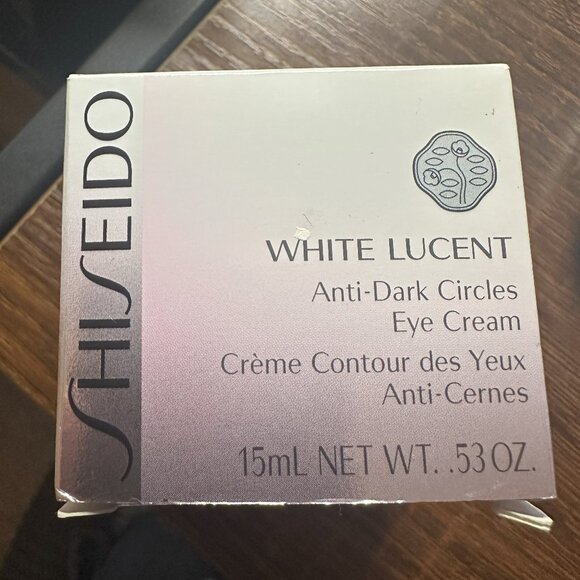 SHISEIDO
WHITE LUCENT
Anti-Dark Circles
Eye Cream
Crème Contour des Yeux
Anti-Cernes
15mL NET WT. .53 OZ.